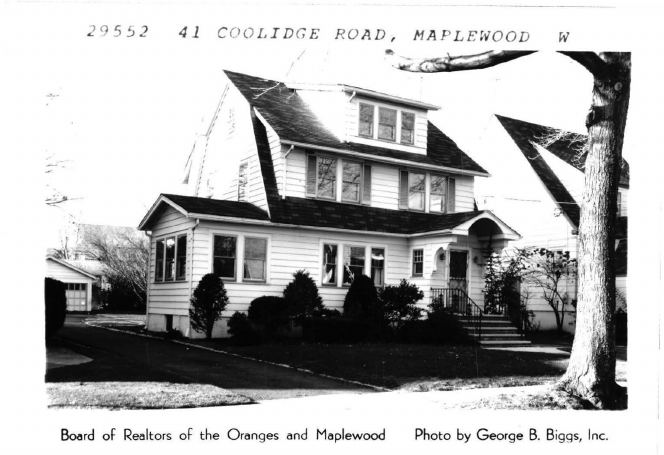 29552 41 COOLIDGE ROAD, MAPLEWOOD W
Board of Realtors of the Oranges and Maplewood Photo by George B. Biggs, Inc.